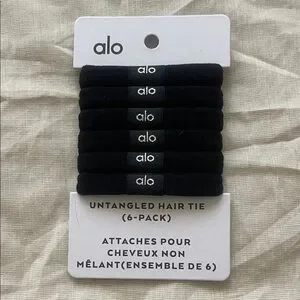 alo
alo
alo
alo
alo
alo
alo
UNTANGLED HAIR TIE
(6-PACK)
ATTACHES POUR
CHEVEUX NON
MÊLANT(ENSEMBLE DE 6)